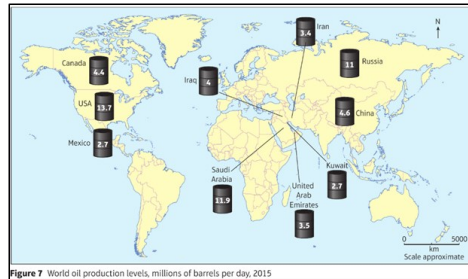 Iran
3.4
N
Canada
4.4
Iraq
4
11
Russia
USA
13.7
4.6
China
Mexico
2.7
Saudi
Arabia
11.9
Kuwait
2.7
United
Arab
Emirates
3.5
0 5000
km
Scale approximate
Figure 7 World oil production levels, millions of barrels per day, 2015